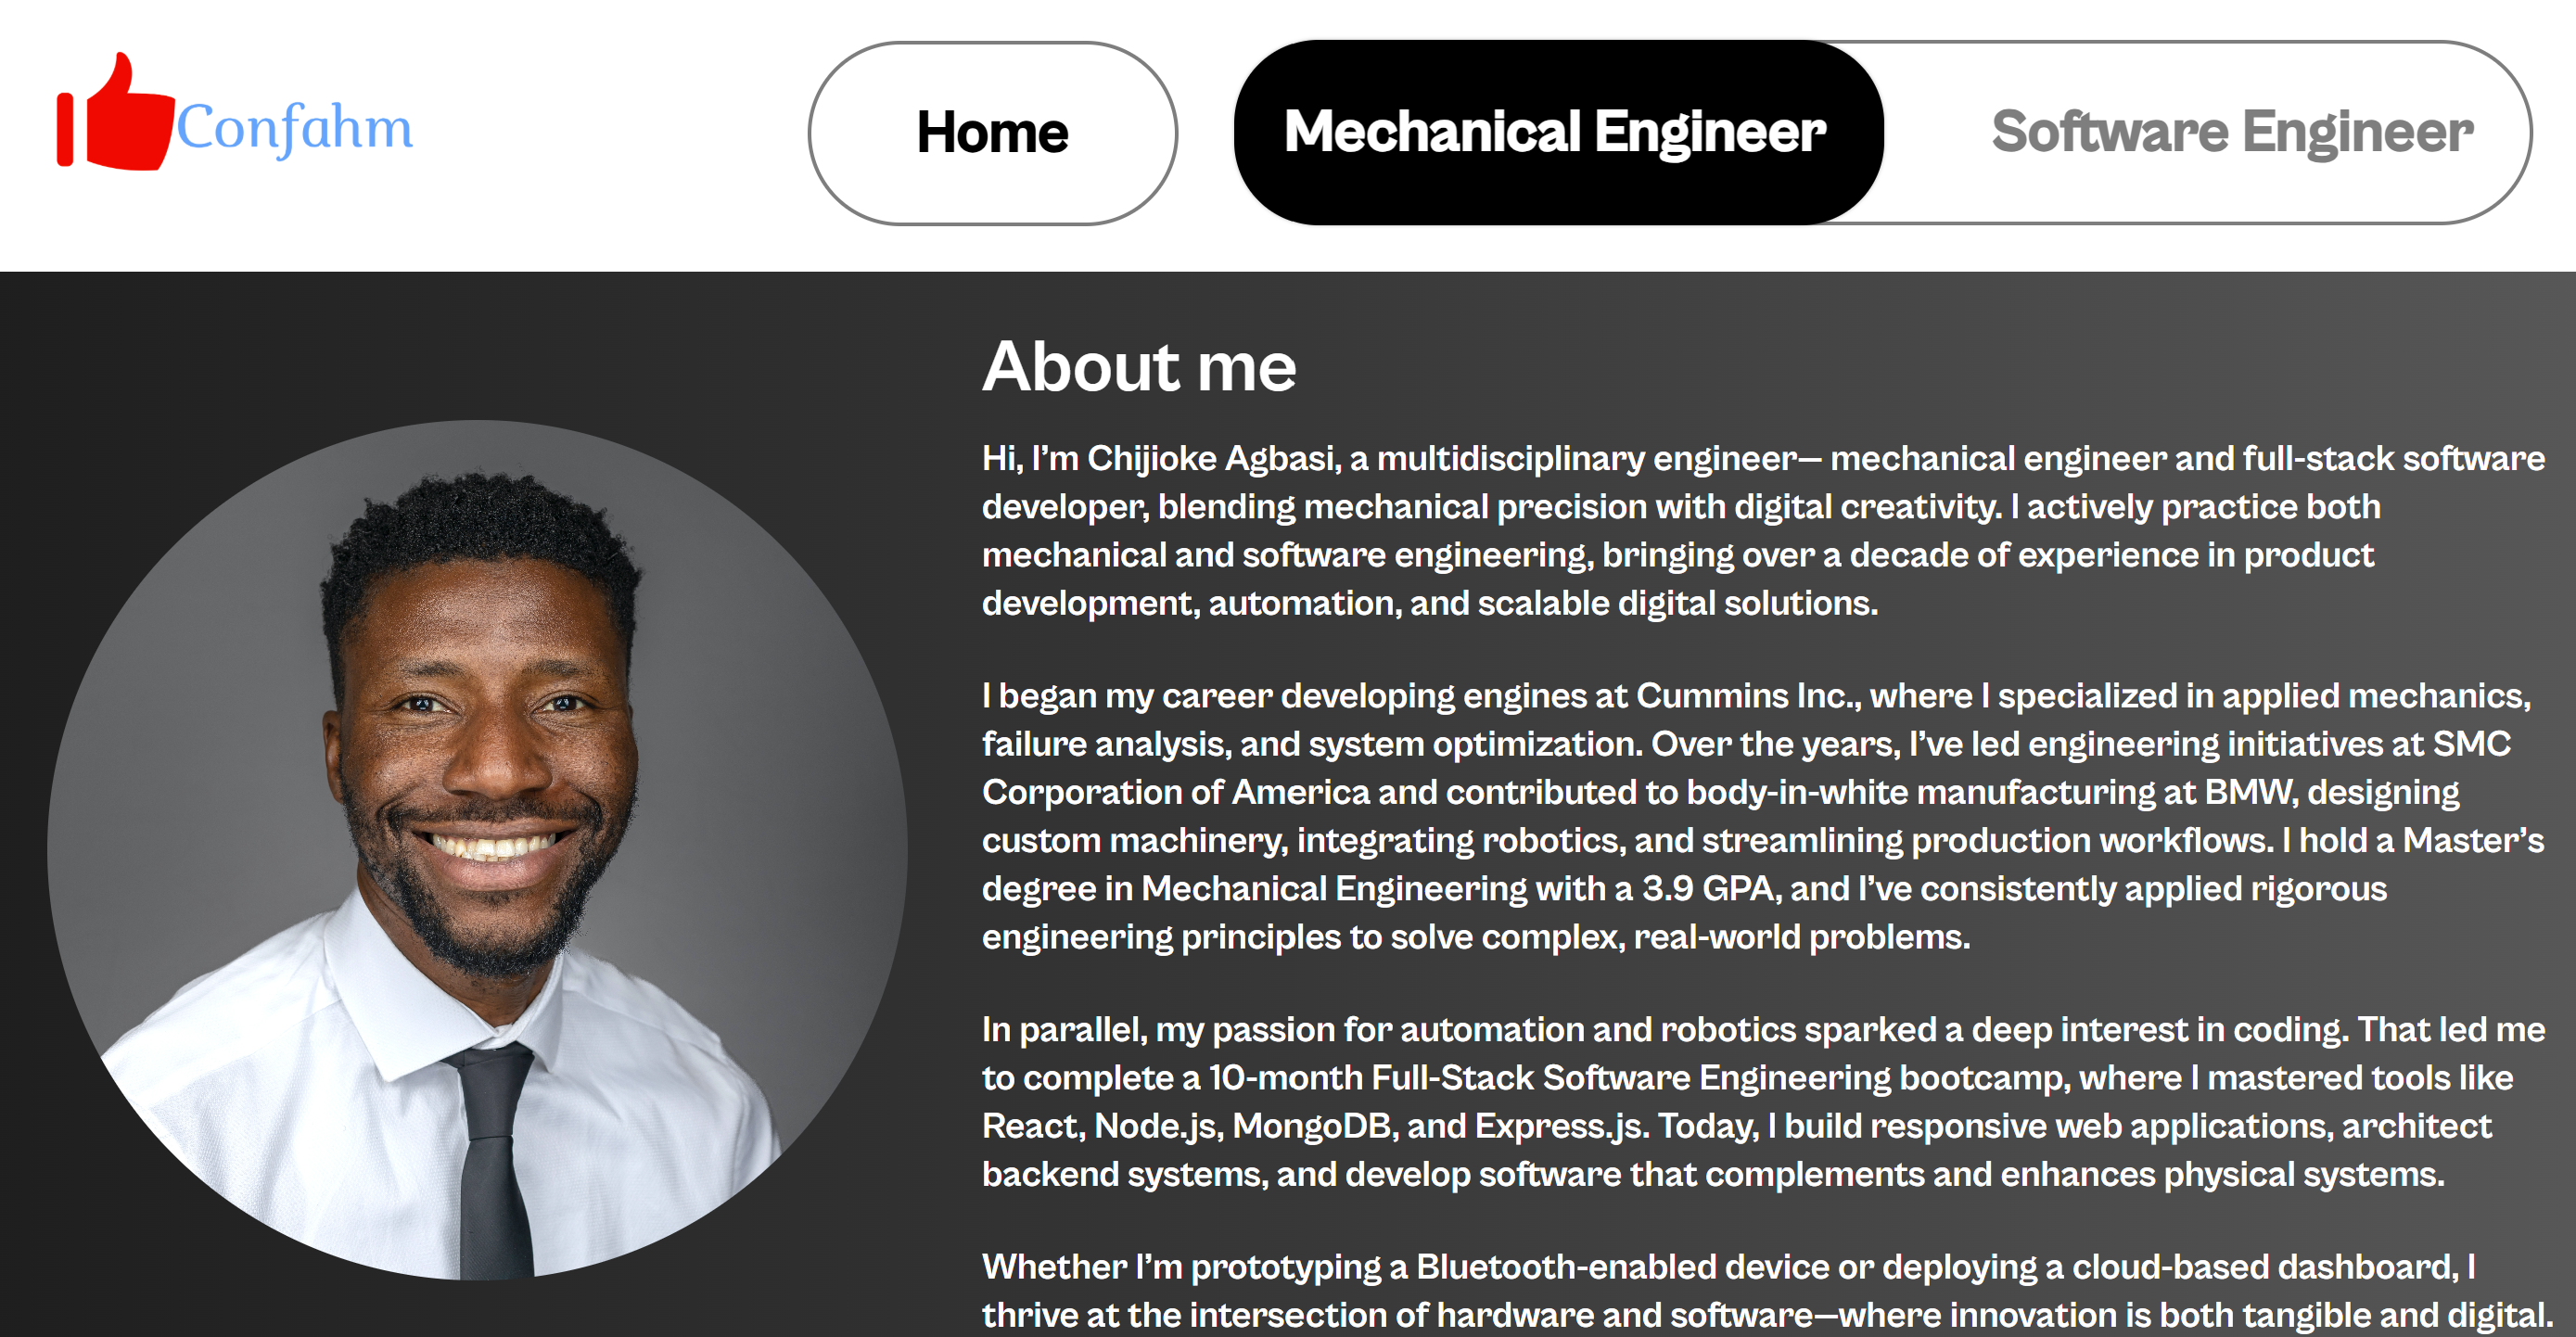 Confahm
Home
Mechanical Engineer
Software Engineer
About me
Hi, I’m Chijioke Agbasi, a multidisciplinary engineer— mechanical engineer and full-stack software
developer, blending mechanical precision with digital creativity. I actively practice both
mechanical and software engineering, bringing over a decade of experience in product
development, automation, and scalable digital solutions.
I began my career developing engines at Cummins Inc., where I specialized in applied mechanics,
failure analysis, and system optimization. Over the years, I’ve led engineering initiatives at SMC
Corporation of America and contributed to body-in-white manufacturing at BMW, designing
custom machinery, integrating robotics, and streamlining production workflows. I hold a Master’s
degree in Mechanical Engineering with a 3.9 GPA, and I’ve consistently applied rigorous
engineering principles to solve complex, real-world problems.
In parallel, my passion for automation and robotics sparked a deep interest in coding. That led me
to complete a 10-month Full-Stack Software Engineering bootcamp, where I mastered tools like
React, Node.js, MongoDB, and Express.js. Today, I build responsive web applications, architect
backend systems, and develop software that complements and enhances physical systems.
Whether I’m prototyping a Bluetooth-enabled device or deploying a cloud-based dashboard, I
thrive at the intersection of hardware and software—where innovation is both tangible and digital.